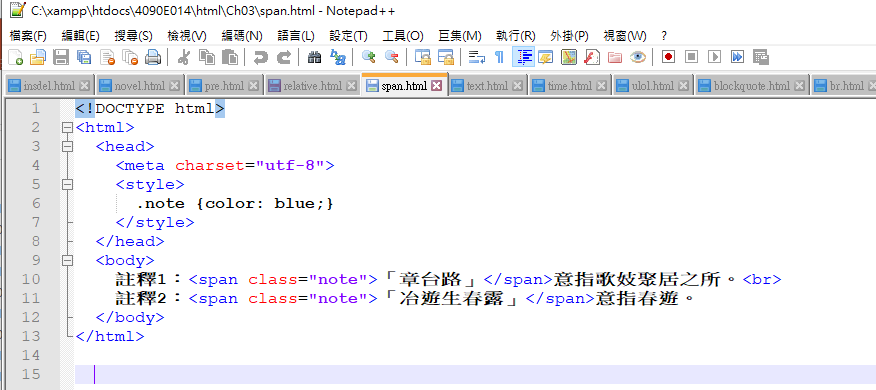 C:\xampp\htdocs\4090E014\html\Ch03\span.html - Notepad++
檔案(F) 編輯(E) 搜尋(S) 檢視(V) 編碼(N) 語言(L) 設定(T) 工具(O) 巨集(M) 執行(R) 外掛(P) 視窗(W) ?
insdel.html novel.html pre.html relative.html span.html text.html time.html ulol.html blockquote.html br.html
1 <!DOCTYPE html>
2 <html>
3 <head>
4 <meta charset="utf-8">
5 <style>
6 .note {color: blue;}
7 </style>
8 </head>
9 <body>
10 註釋1：<span class="note">「章台路」</span>意指歌妓聚居之所。<br>
11 註釋2：<span class="note">「冶遊生春露」</span>意指春遊。
12 </body>
13 </html>
14
15